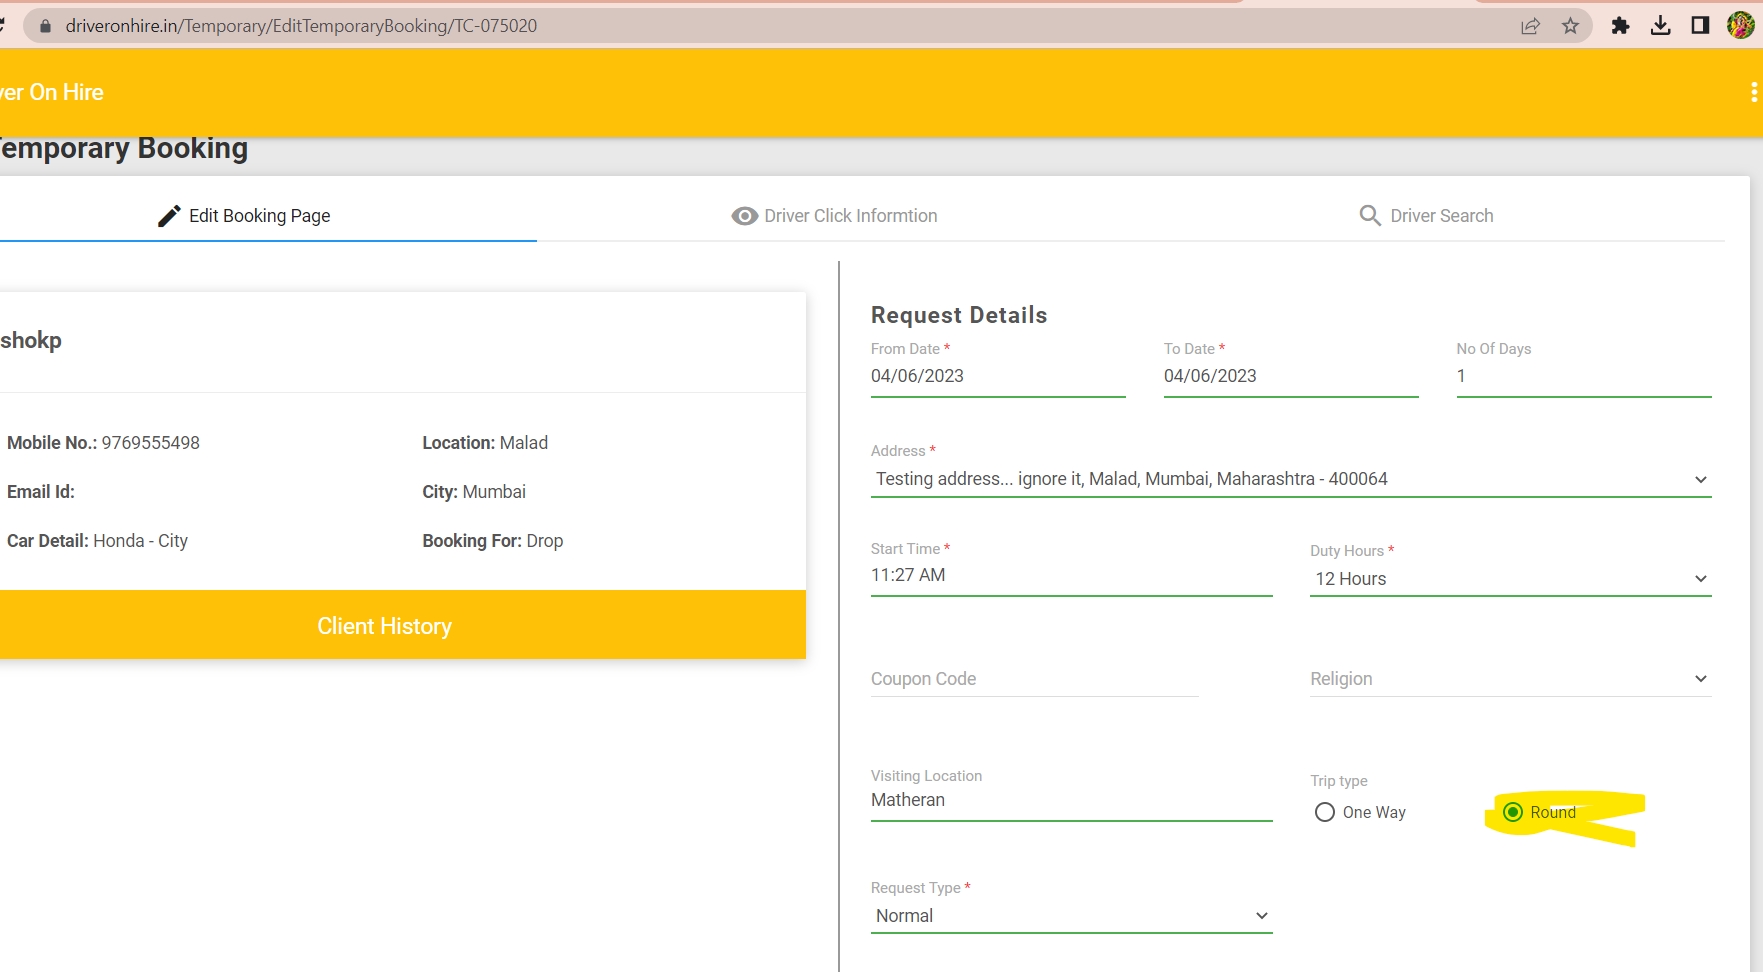 driveronhire.in/Temporary/EditTemporaryBooking/TC-075020
On Hire
Booking
Edit Booking Page
Driver Click Informtion
Driver Search
shokp
Mobile No.: 9769555498
Location: Malad
Email Id:
City: Mumbai
Car Detail: Honda - City
Booking For: Drop
Client History
Request Details
From Date *
To Date *
No Of Days
04/06/2023
04/06/2023
1
Address *
Testing address... ignore it, Malad, Mumbai, Maharashtra - 400064
Start Time *
Duty Hours *
11:27 AM
12 Hours
Coupon Code
Religion
Visiting Location
Trip type
Matheran
One Way
Round
Request Type *
Normal